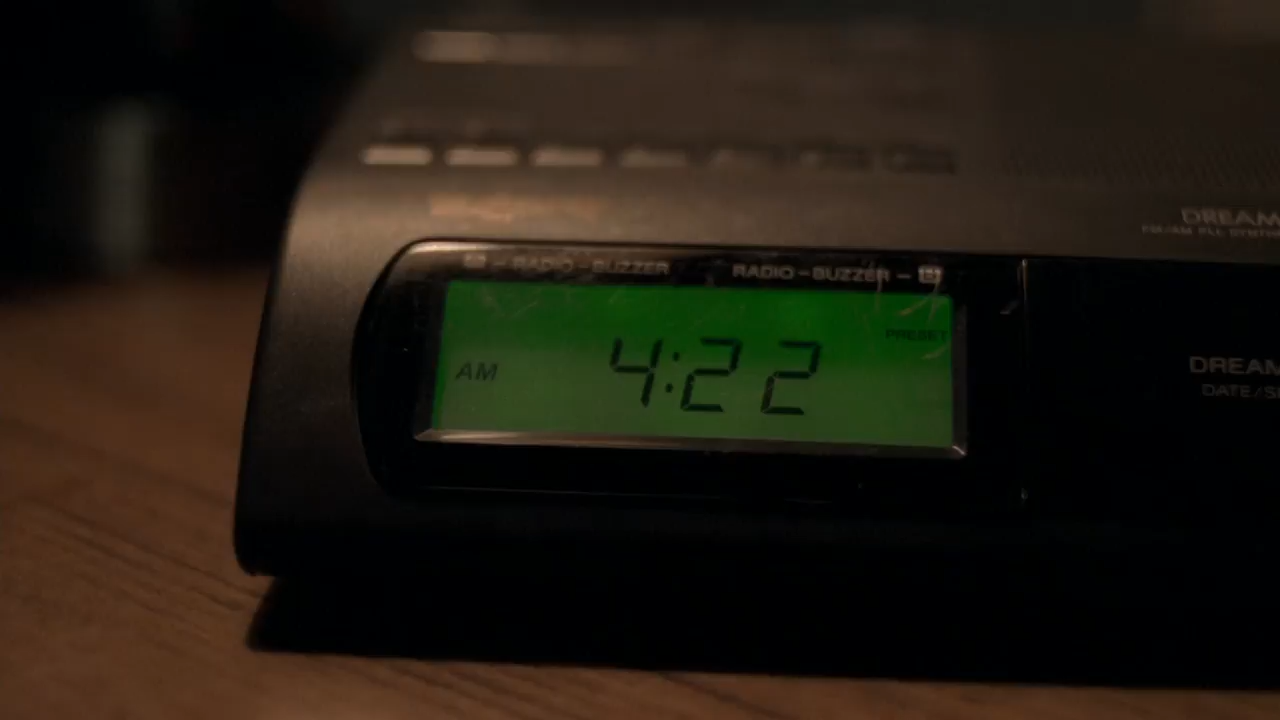 DREAM
RADIO-BUZZER RADIO-BUZZER-B
PRESET
AM 4:22
DREAM